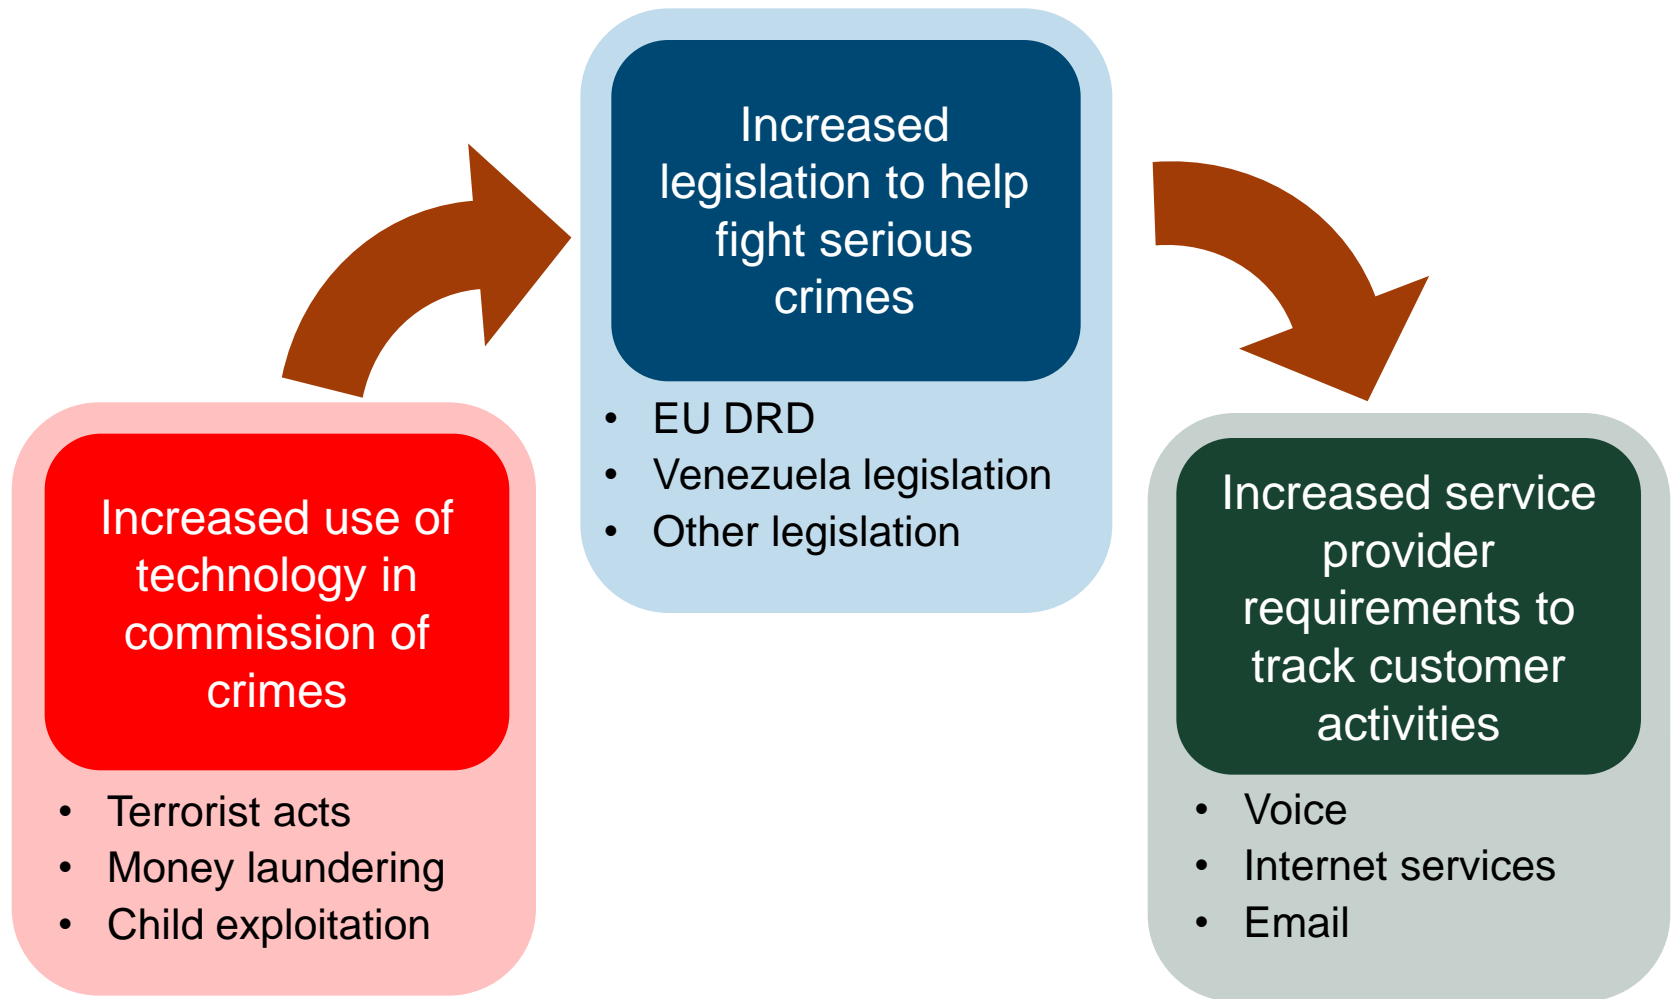 Increased use of
technology in
commission of
crimes
• Terrorist acts
• Money laundering
• Child exploitation
Increased
legislation to help
fight serious
crimes
• EU DRD
• Venezuela legislation
• Other legislation
Increased service
provider
requirements to
track customer
activities
• Voice
• Internet services
• Email